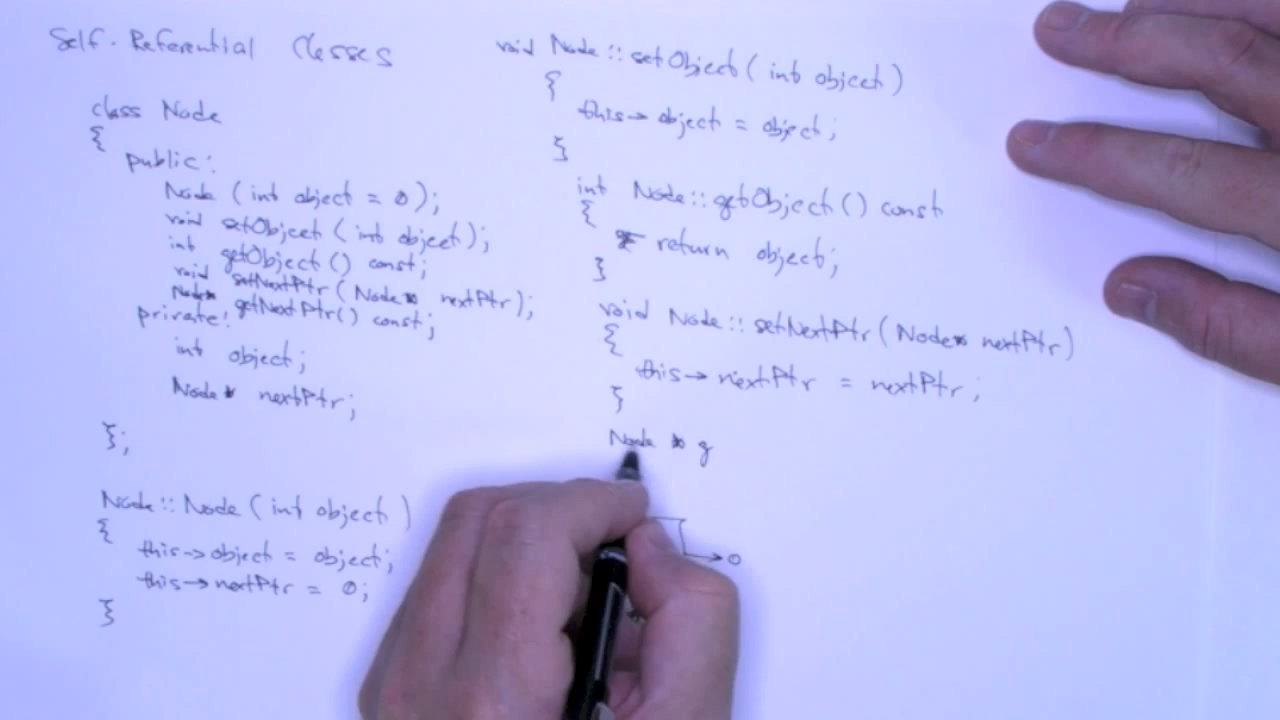 Self-Referential Classes
class Node
{
public:
Node (int object = 0);
void setObject (int object);
int getObject () const;
void setNextPtr (Node* nextPtr);
Node* getNextPtr() const;
private:
int object;
Node* nextPtr;
};
Node::Node (int object)
{
this->object = object;
this->nextPtr = 0;
}
void Node::setObject (int object)
{
this->object = object;
}
int Node::getObject () const
{
return object;
}
void Node::setNextPtr (Node* nextPtr)
{
this->nextPtr = nextPtr;
}
Node * g
0